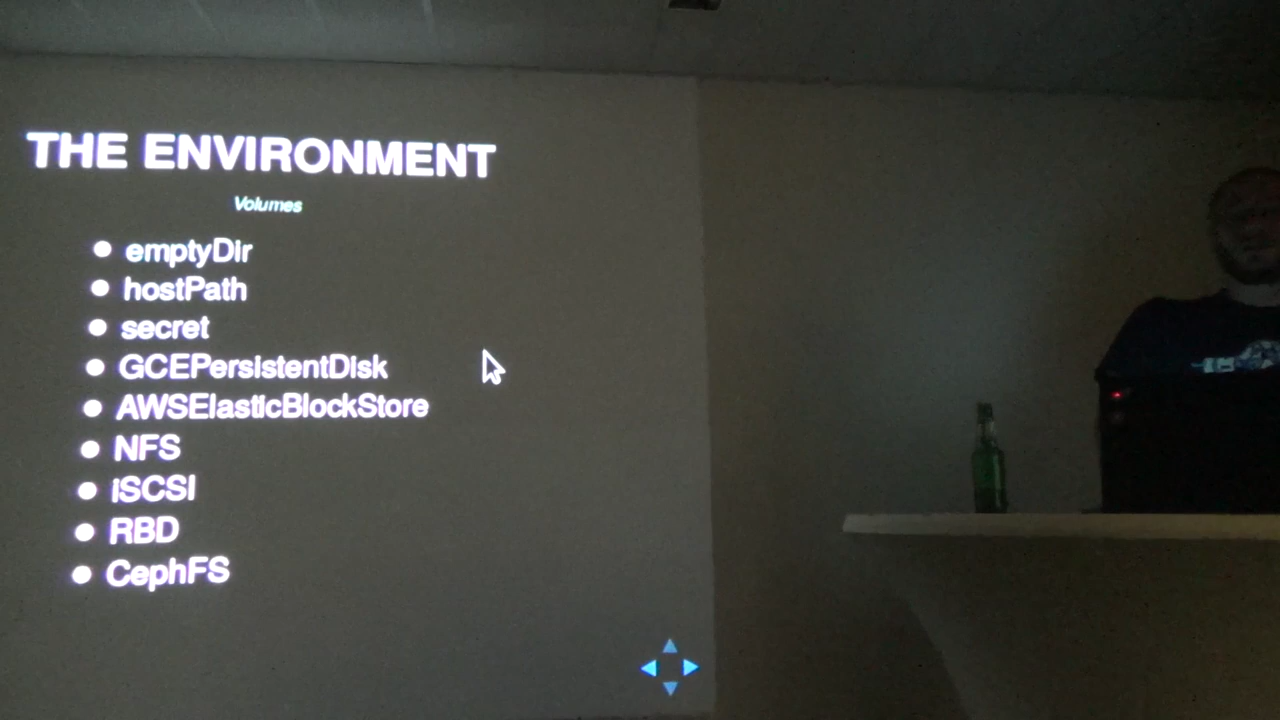 THE ENVIRONMENT
Volumes
emptyDir
hostPath
secret
GCEPersistentDisk
AWSElasticBlockStore
NFS
iSCSI
RBD
CephFS